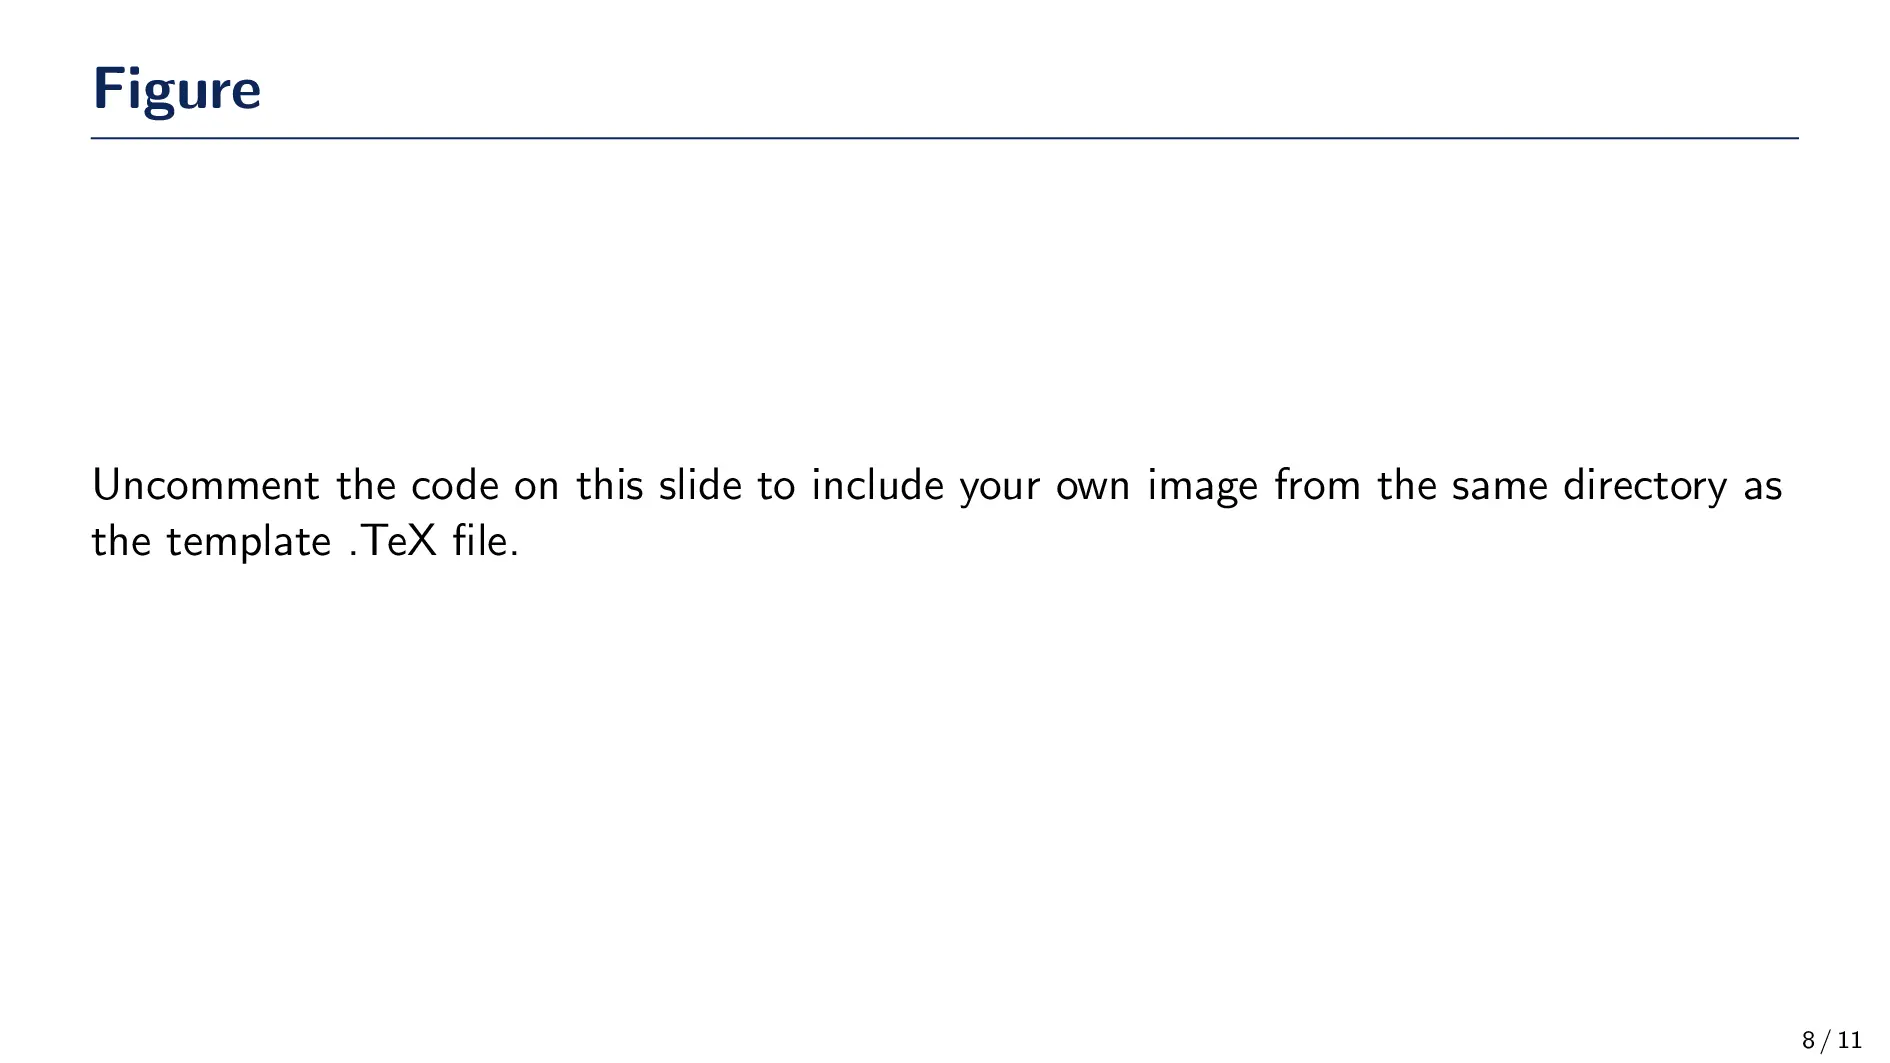 Figure
Uncomment the code on this slide to include your own image from the same directory as
the template .TeX file.
8 / 11